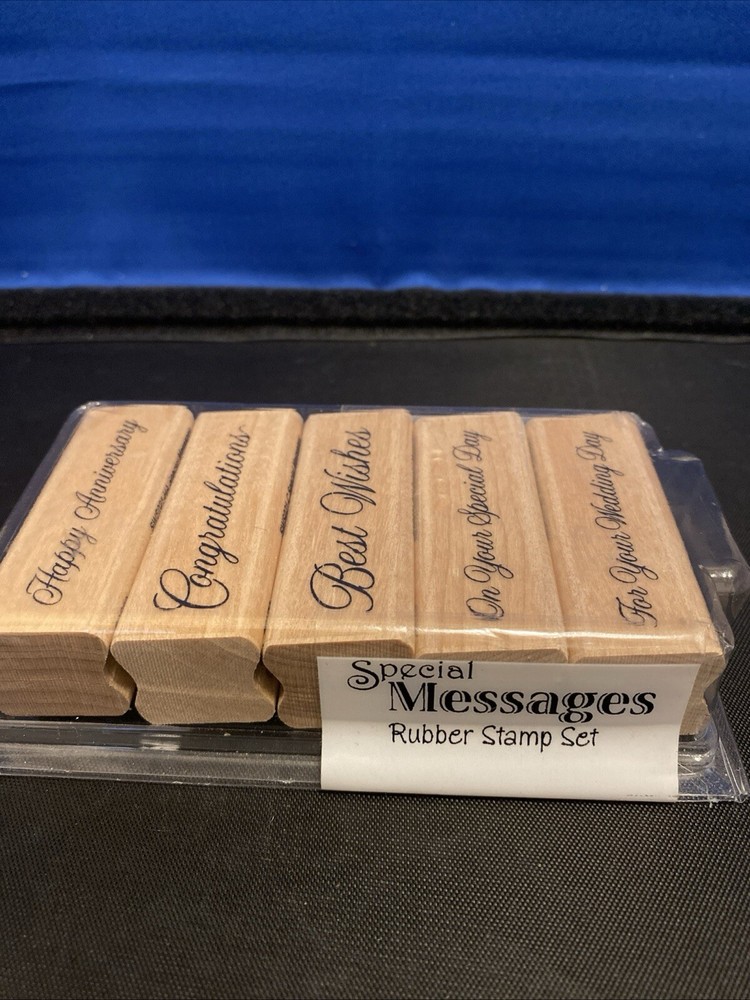 Happy Anniversary
Congratulations
Best Wishes
On Your Special Day
For Your Wedding Day
Special
Messages
Rubber Stamp Set